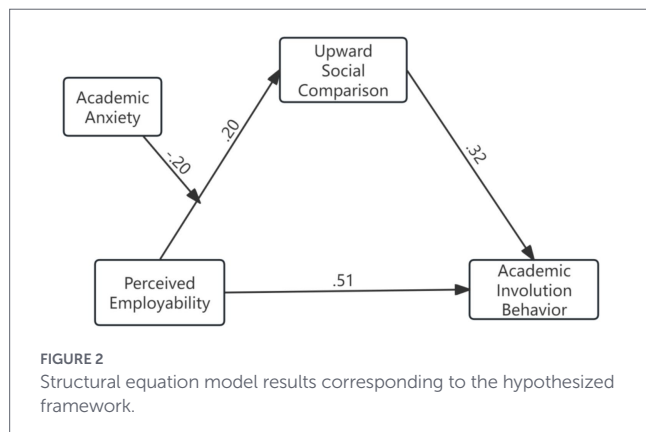 Upward
Social
Comparison
Academic
Anxiety
-.20
.20
.32
Perceived
Employability
.51
Academic
Involution
Behavior
FIGURE 2
Structural equation model results corresponding to the hypothesized
framework.